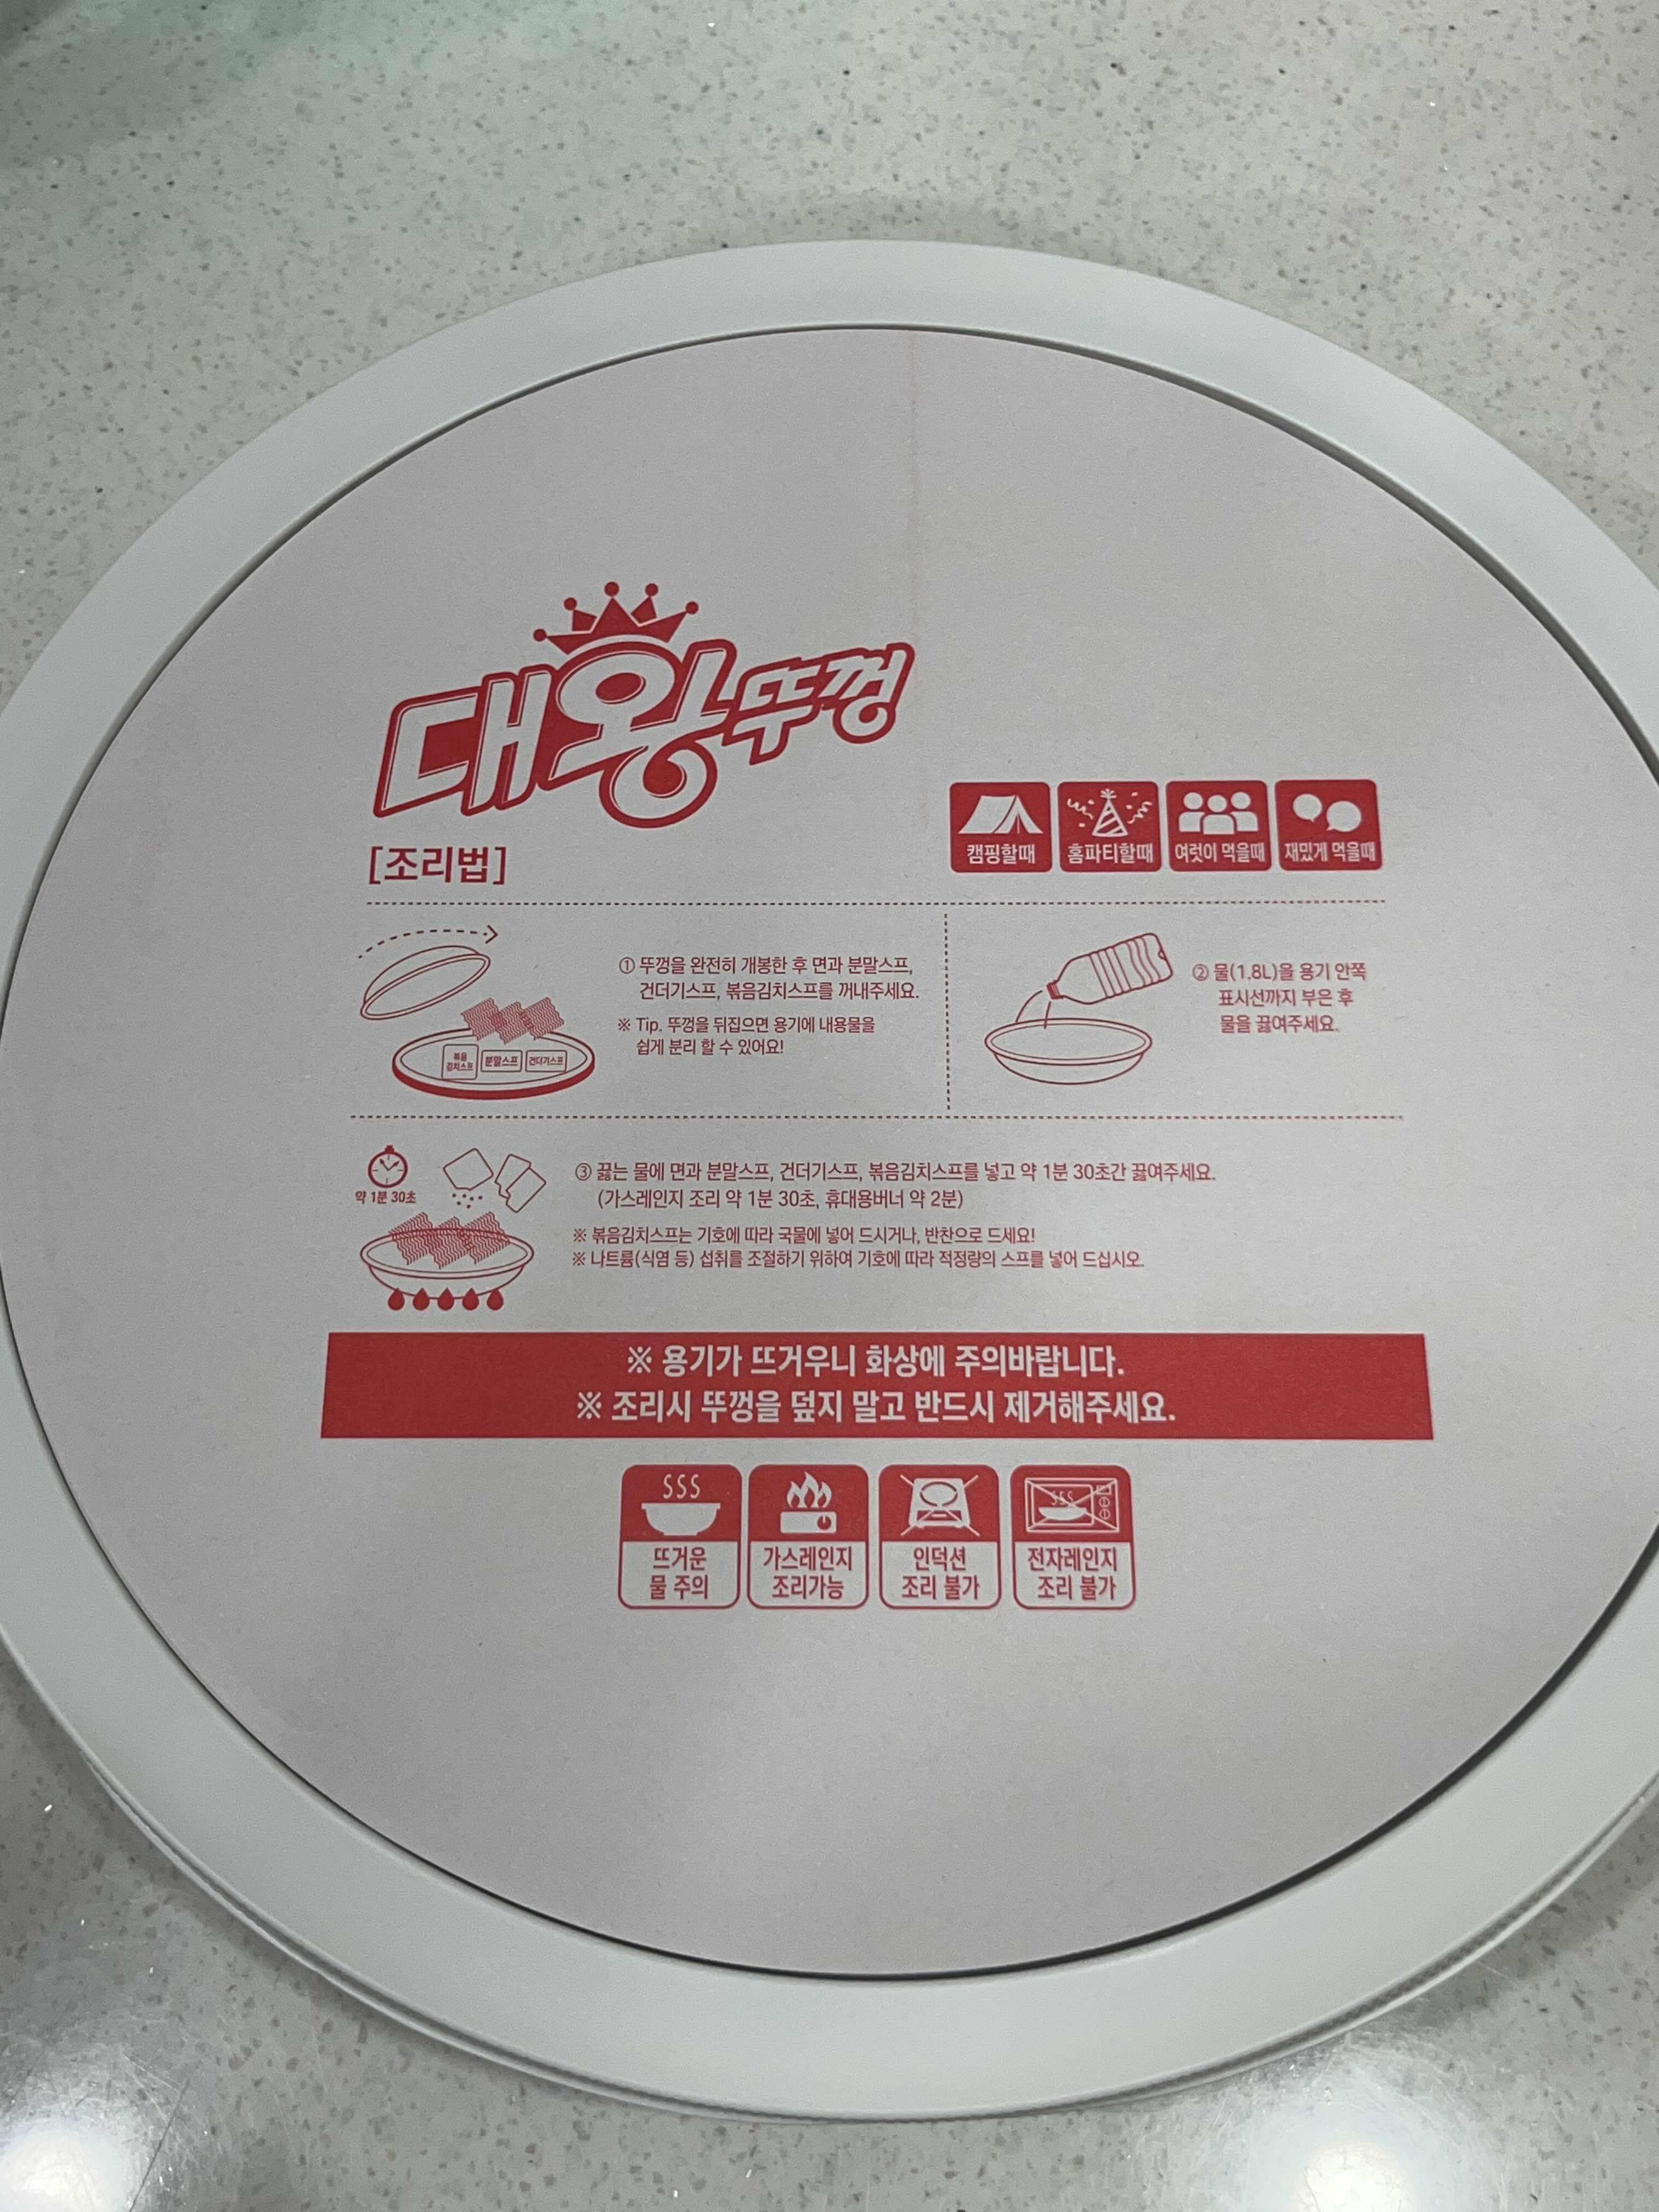 대왕뚜껑
캠핑할때
홈파티할때
여럿이 먹을때
재밌게 먹을때
[조리법]
① 뚜껑을 완전히 개봉한 후 면과 분말스프,
건더기스프, 볶음김치스프를 꺼내주세요.
※ Tip. 뚜껑을 뒤집으면 용기에 내용물을
쉽게 분리 할 수 있어요!
볶음
김치스프
분말스프
건더기스프
② 물(1.8L)을 용기 안쪽
표시선까지 부은 후
물을 끓여주세요.
약 1분 30초
③ 끓는 물에 면과 분말스프, 건더기스프, 볶음김치스프를 넣고 약 1분 30초간 끓여주세요.
(가스레인지 조리 약 1분 30초, 휴대용버너 약 2분)
※ 볶음김치스프는 기호에 따라 국물에 넣어 드시거나, 반찬으로 드세요!
※ 나트륨(식염 등) 섭취를 조절하기 위하여 기호에 따라 적정량의 스프를 넣어 드십시오.
※ 용기가 뜨거우니 화상에 주의바랍니다.
※ 조리시 뚜껑을 덮지 말고 반드시 제거해주세요.
뜨거운
물 주의
가스레인지
조리가능
인덕션
조리 불가
전자레인지
조리 불가